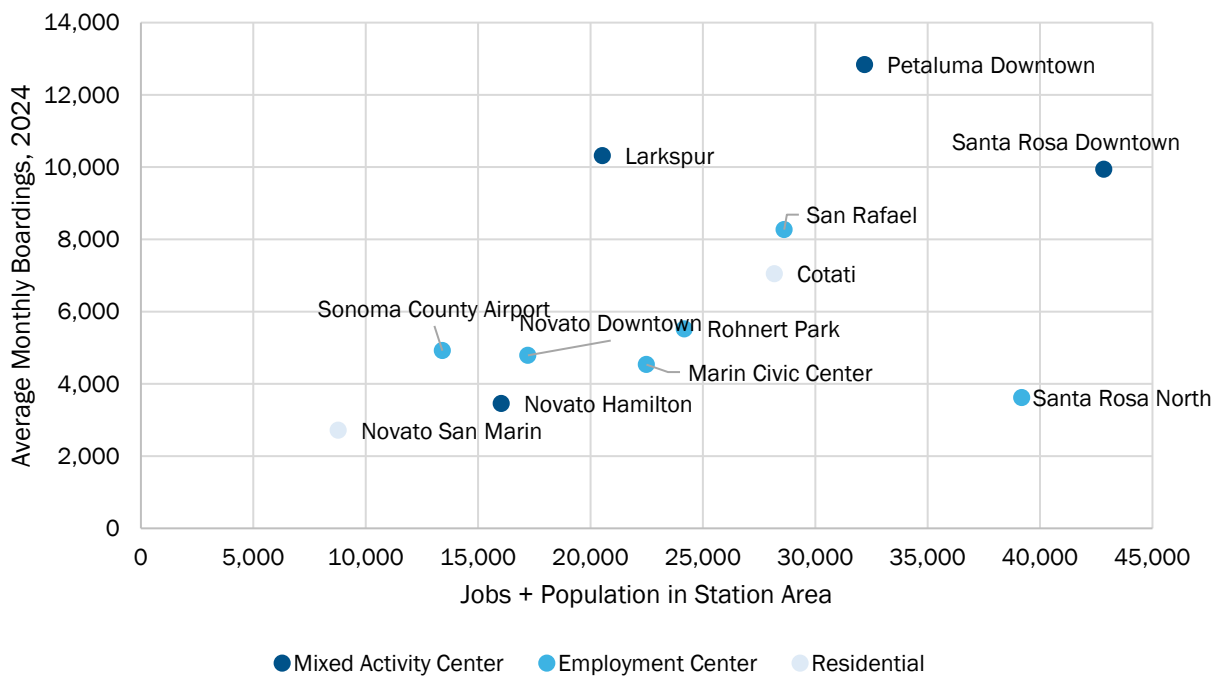 14,000
12,000
10,000
8,000
6,000
4,000
2,000
0
Average Monthly Boardings, 2024
Petaluma Downtown
Santa Rosa Downtown
Larkspur
San Rafael
Cotati
Sonoma County Airport
Novato Downtown
Rohnert Park
Marin Civic Center
Santa Rosa North
Novato Hamilton
Novato San Marin
0 5,000 10,000 15,000 20,000 25,000 30,000 35,000 40,000 45,000
Jobs + Population in Station Area
Mixed Activity Center Employment Center Residential